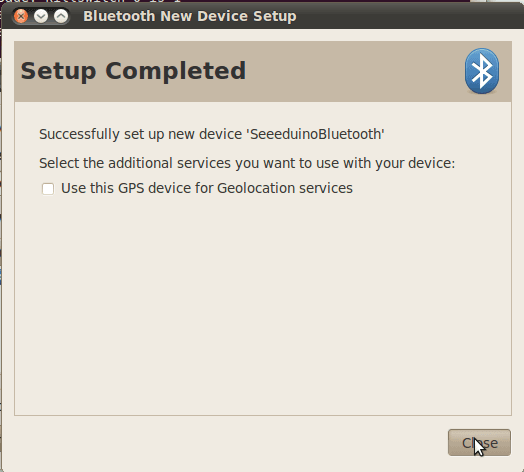 Bluetooth New Device Setup
Setup Completed
Successfully set up new device 'SeeeduinoBluetooth'
Select the additional services you want to use with your device:
Use this GPS device for Geolocation services
Close